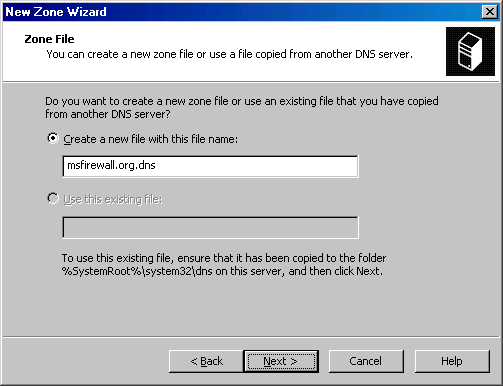 New Zone Wizard
Zone File
You can create a new zone file or use a file copied from another DNS server.
Do you want to create a new zone file or use an existing file that you have copied
from another DNS server?
Create a new file with this file name:
msfirewall.org.dns
Use this existing file:
To use this existing file, ensure that it has been copied to the folder
%SystemRoot%\system32\dns on this server, and then click Next.
< Back
Next >
Cancel
Help